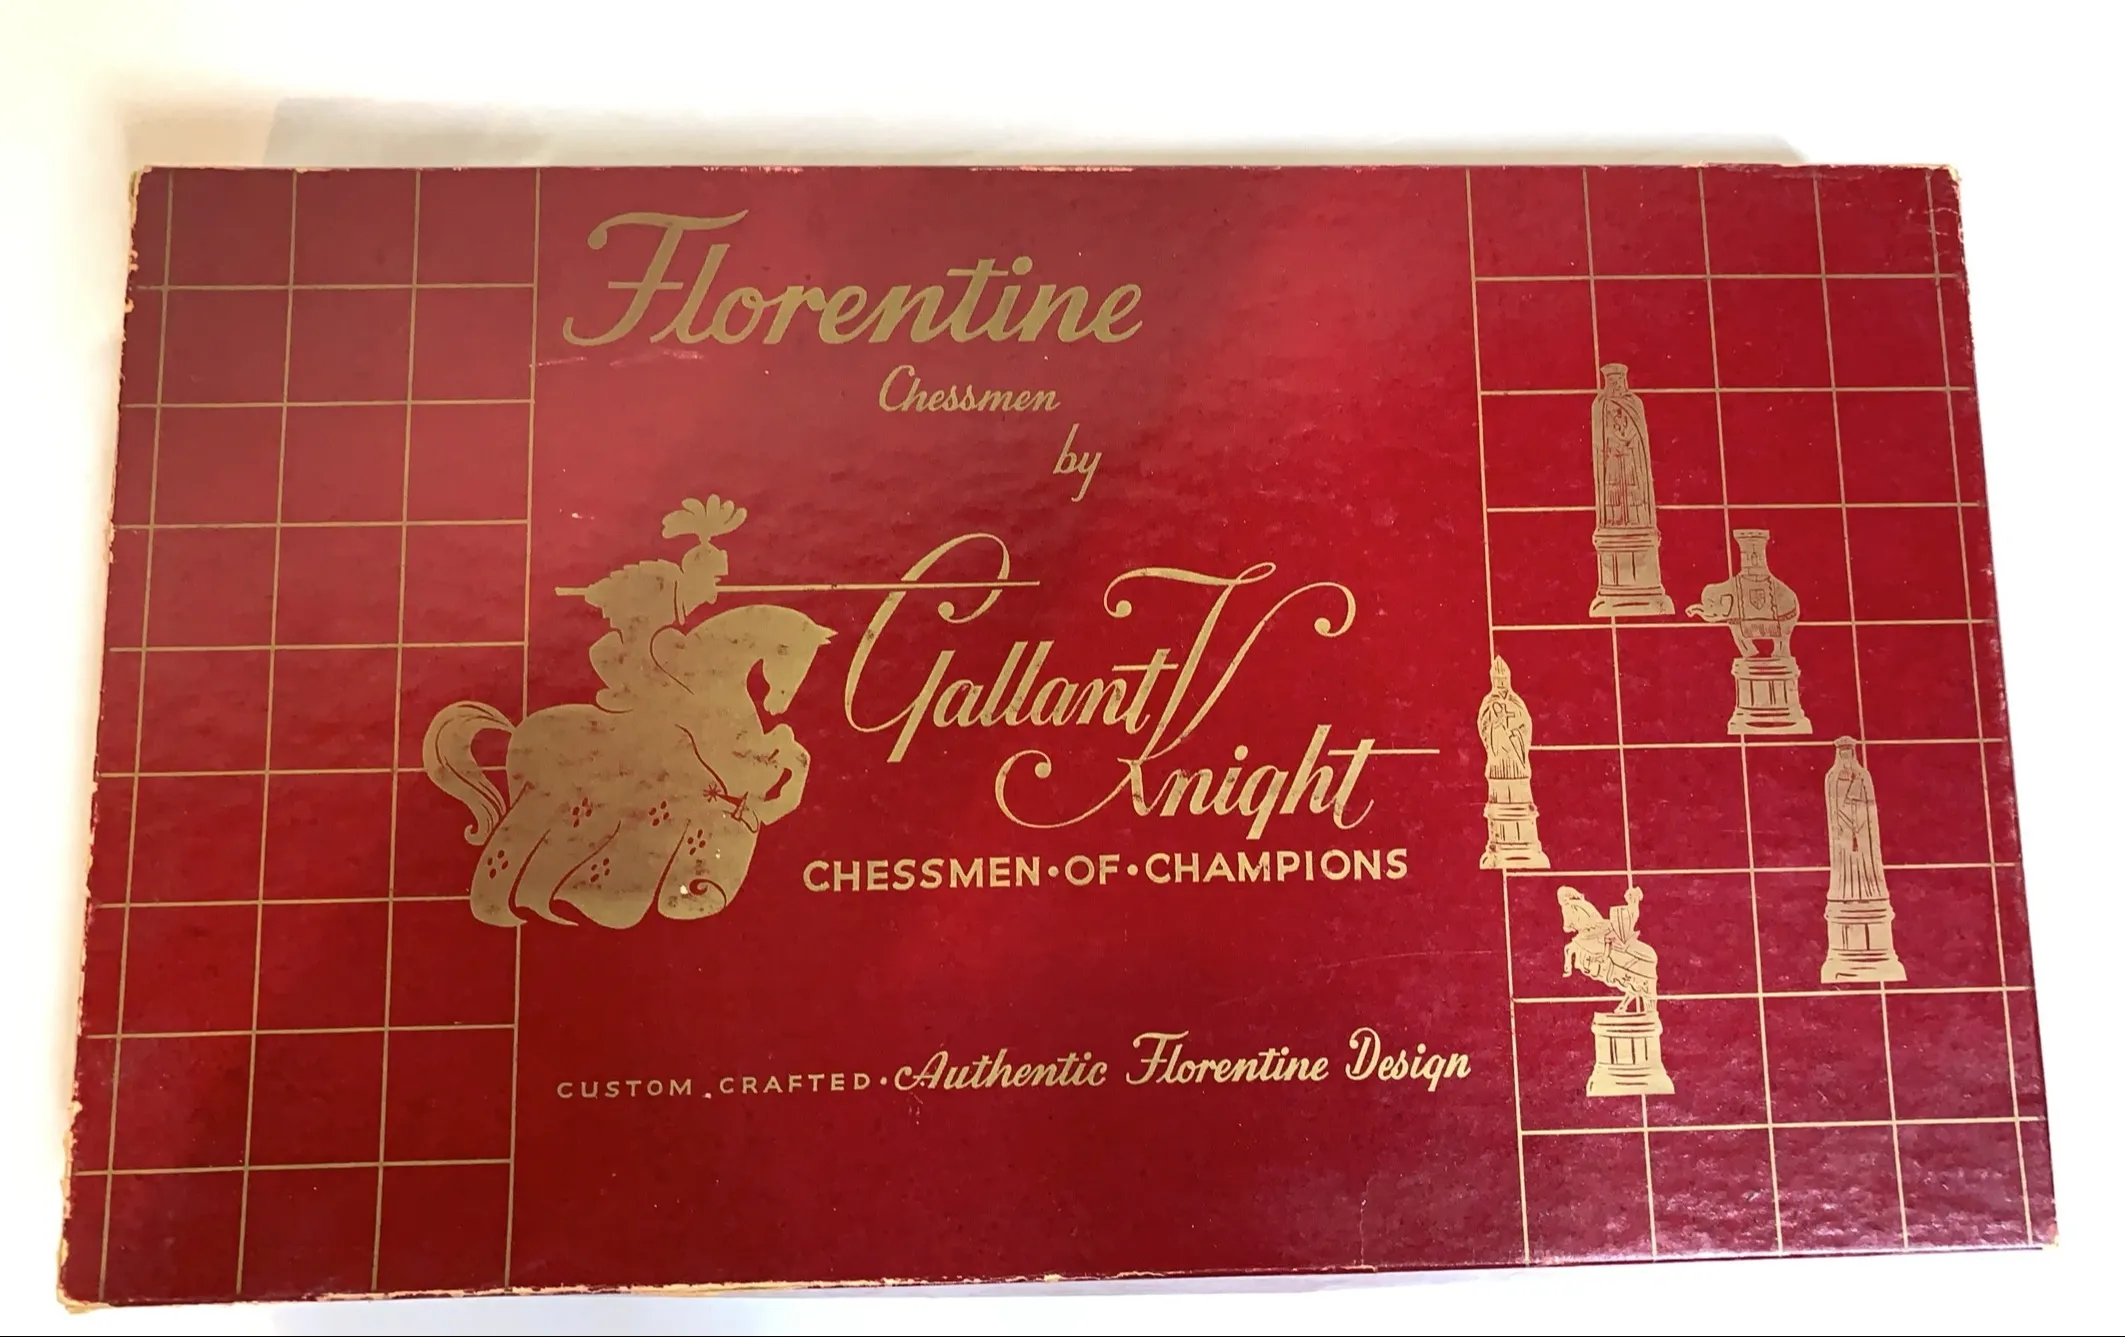 Florentine
Chessmen
by
Gallant
Knight
CHESSMEN•OF•CHAMPIONS
CUSTOM CRAFTED • Authentic Florentine Design